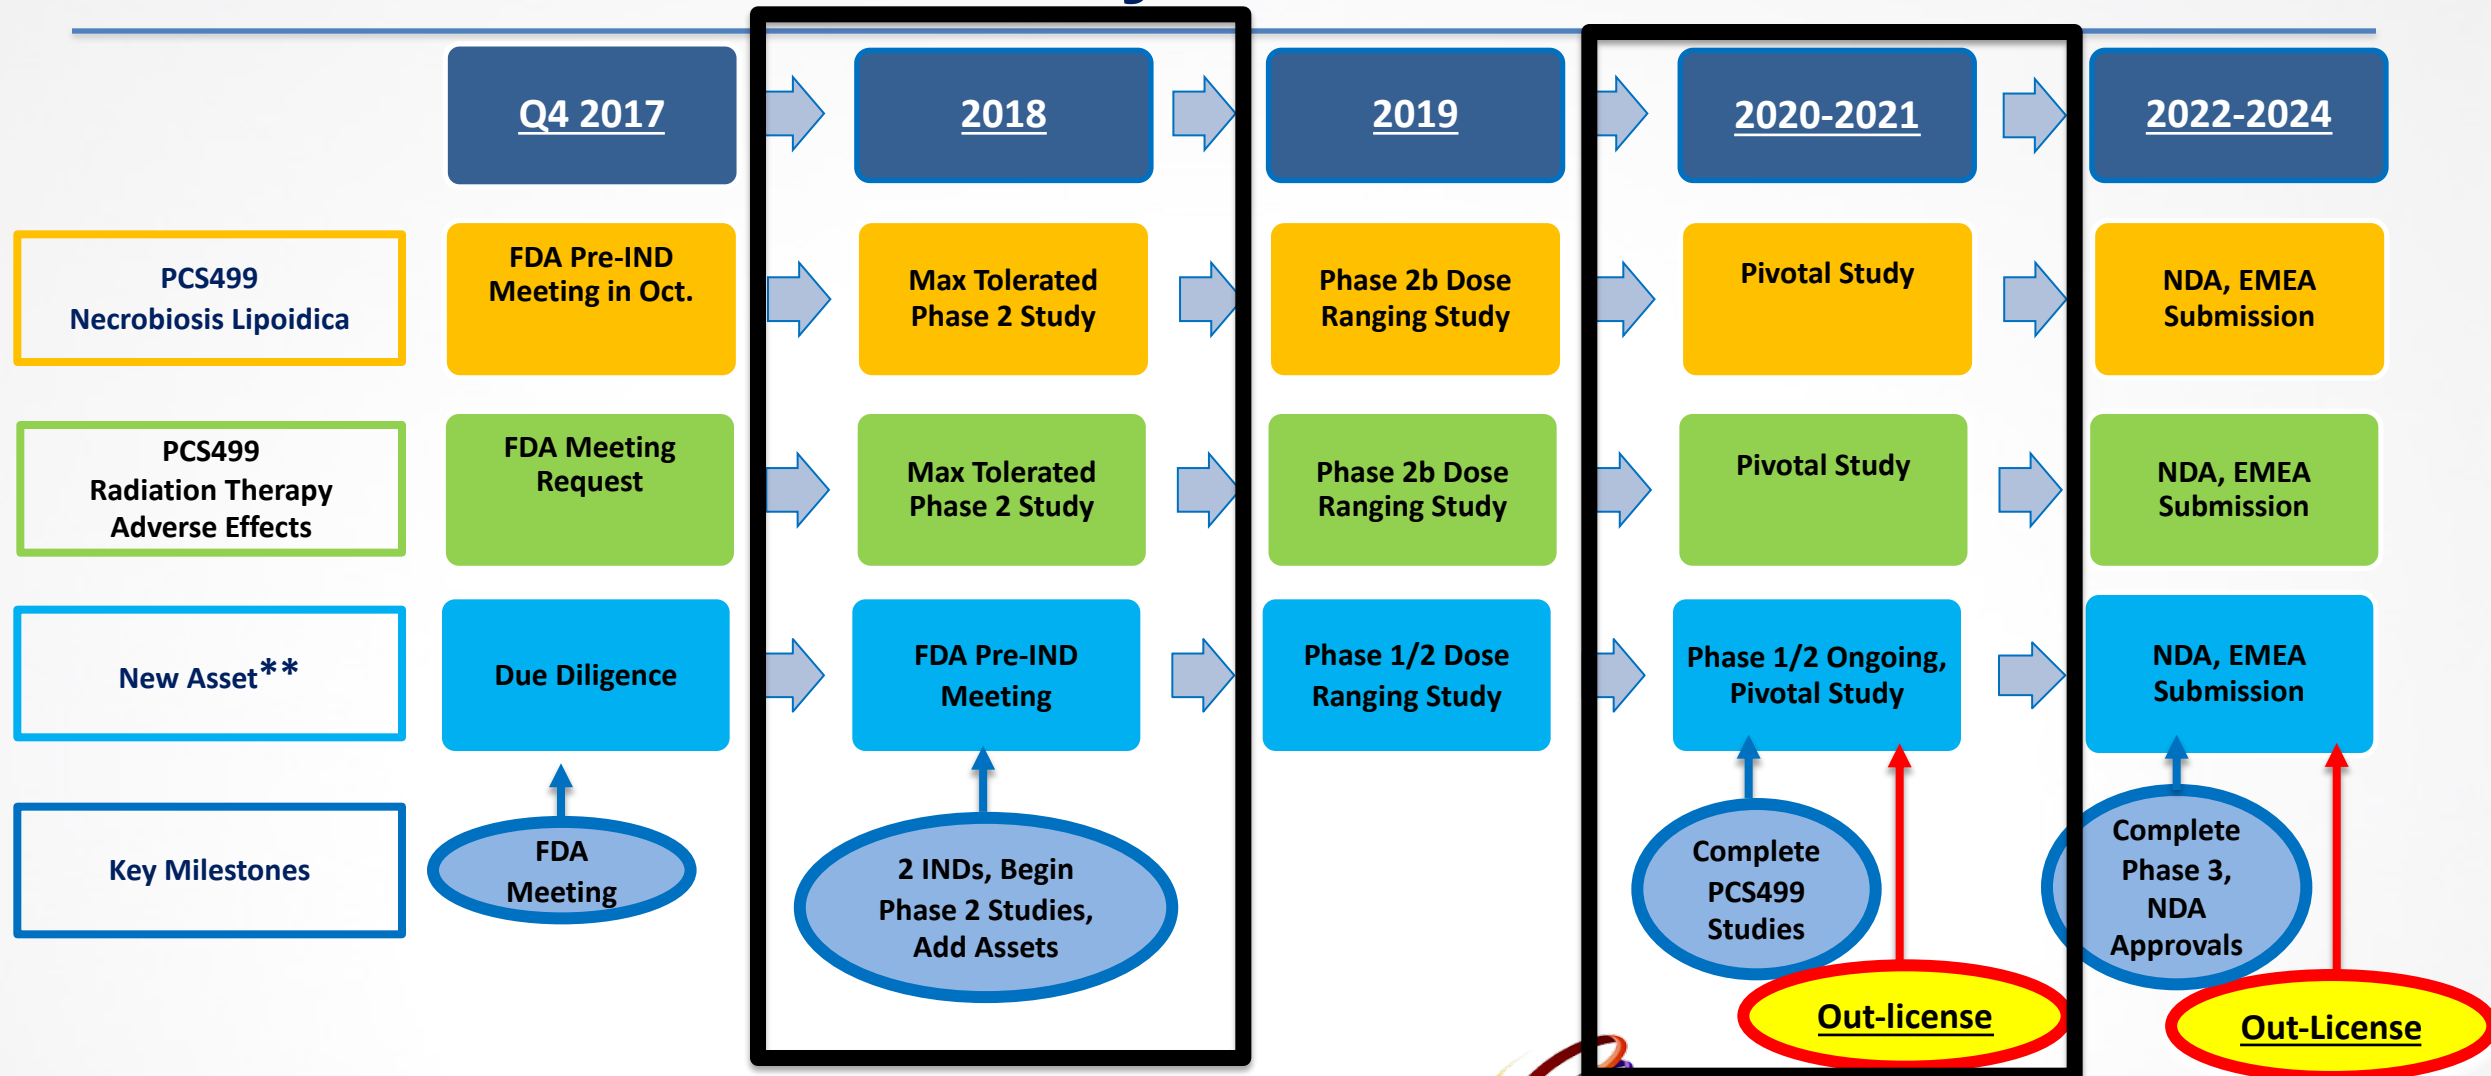 Q4 2017
2018
2019
2020-2021
2022-2024
PCS499
Necrobiosis Lipoidica
FDA Pre-IND
Meeting in Oct.
Max Tolerated
Phase 2 Study
Phase 2b Dose
Ranging Study
Pivotal Study
NDA, EMEA
Submission
PCS499
Radiation Therapy
Adverse Effects
FDA Meeting
Request
Max Tolerated
Phase 2 Study
Phase 2b Dose
Ranging Study
Pivotal Study
NDA, EMEA
Submission
New Asset**
Due Diligence
FDA Pre-IND
Meeting
Phase 1/2 Dose
Ranging Study
Phase 1/2 Ongoing,
Pivotal Study
NDA, EMEA
Submission
Key Milestones
FDA
Meeting
2 INDs, Begin
Phase 2 Studies,
Add Assets
Complete
PCS499
Studies
Complete
Phase 3,
NDA
Approvals
Out-license
Out-License